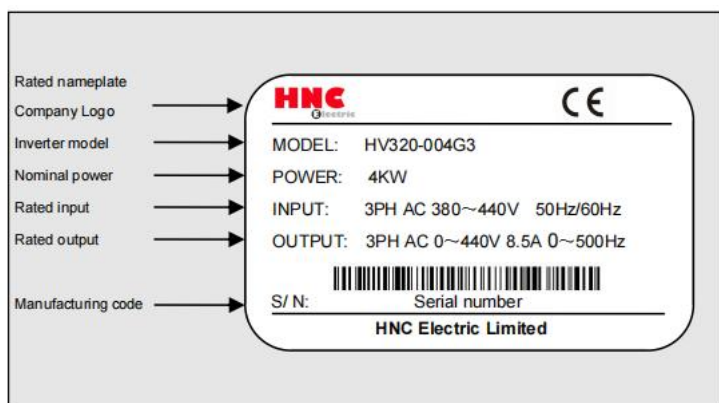 Rated nameplate
Company Logo
Inverter model
Nominal power
Rated input
Rated output
Manufacturing code
HNC
Electric
CE
MODEL: HV320-004G3
POWER: 4KW
INPUT: 3PH AC 380～440V 50Hz/60Hz
OUTPUT: 3PH AC 0～440V 8.5A 0～500Hz
S/ N: Serial number
HNC Electric Limited